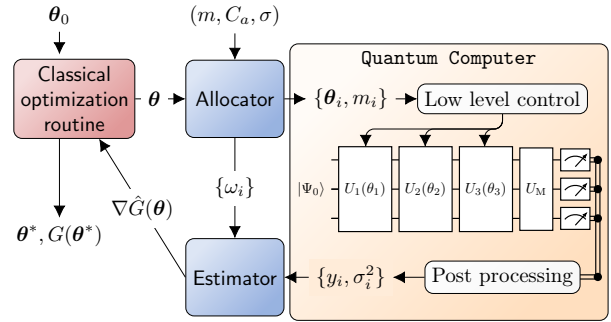 θ₀
(m, Cₐ, σ)
Quantum Computer
Classical
optimization
routine
θ
Allocator
{θᵢ, mᵢ}
Low level control
{ωᵢ}
|Ψ₀⟩
U₁(θ₁)
U₂(θ₂)
U₃(θ₃)
U_M
∇Ĝ(θ)
θ*, G(θ*)
Estimator
{yᵢ, σᵢ²}
Post processing